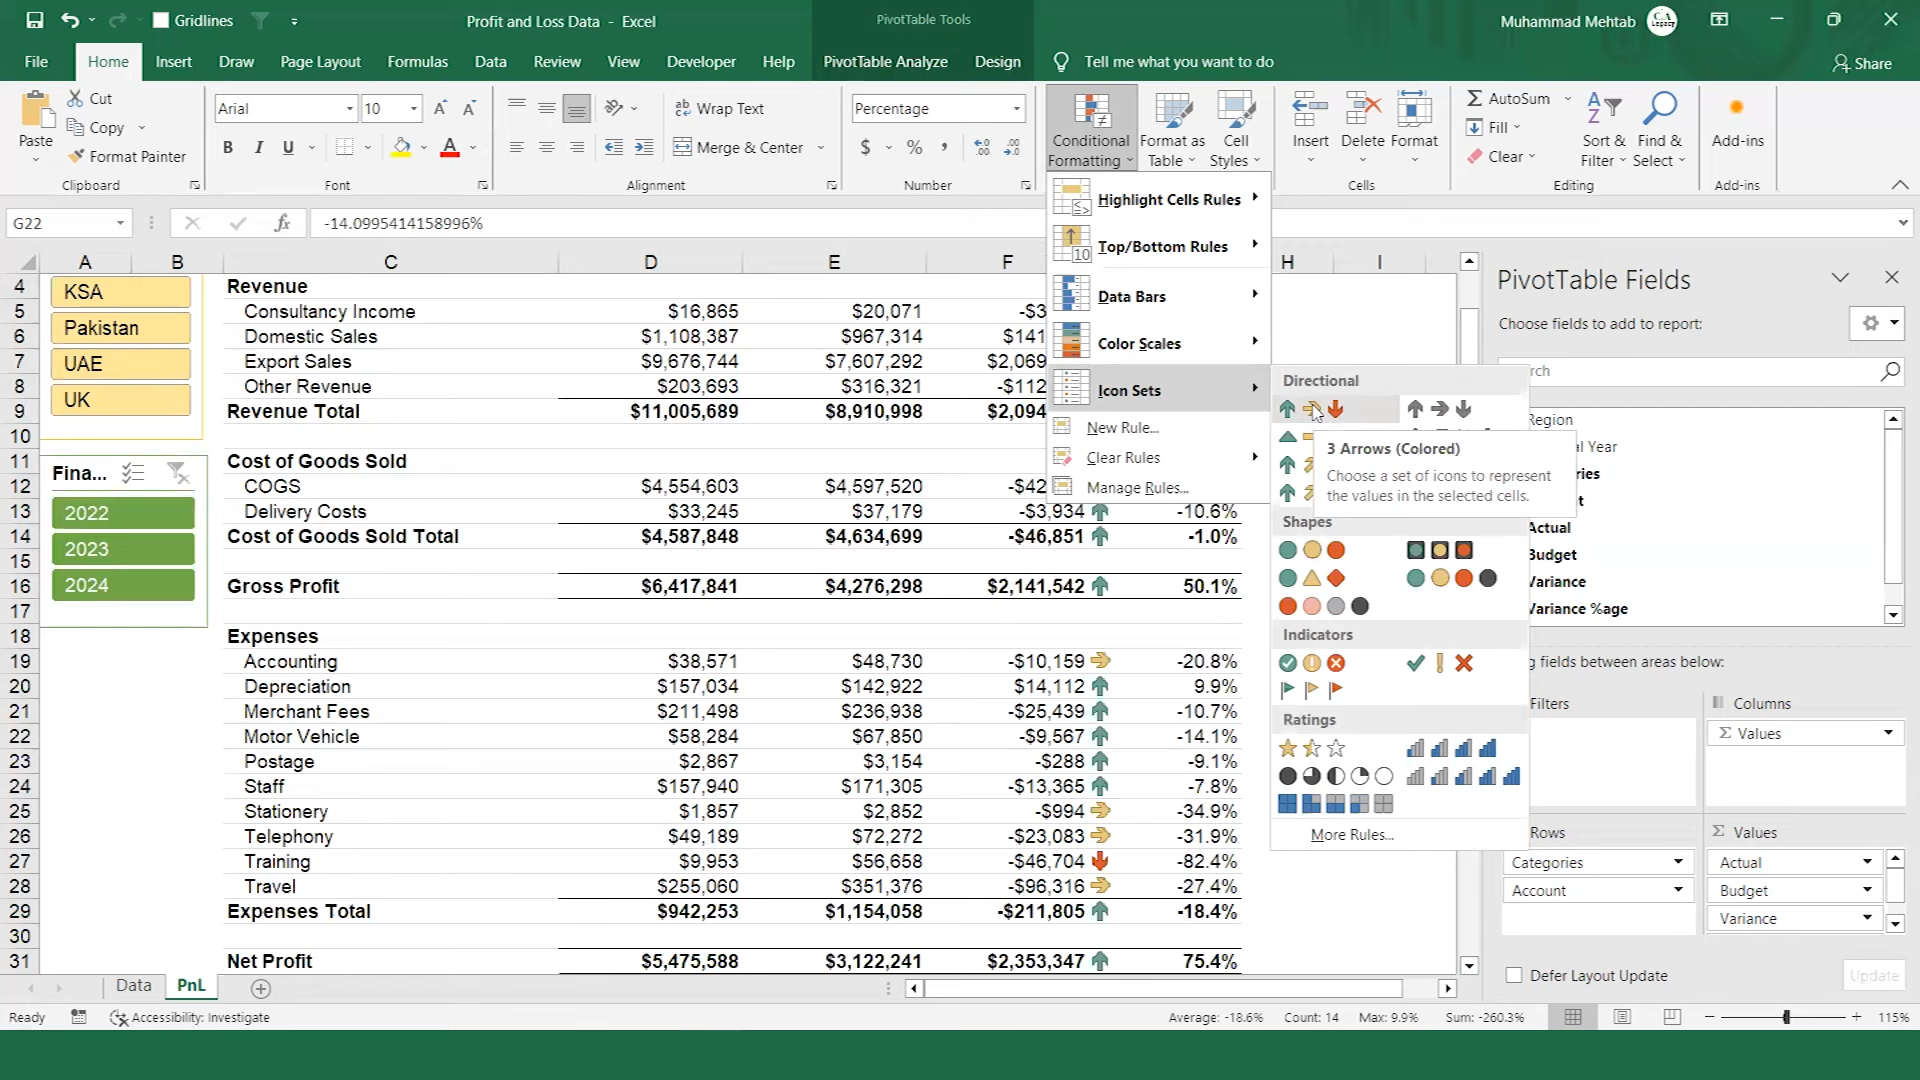 Gridlines
Profit and Loss Data - Excel
PivotTable Tools
Muhammad Mehtab
File Home Insert Draw Page Layout Formulas Data Review View Developer Help PivotTable Analyze Design Tell me what you want to do Share
Paste
Cut
Copy
Format Painter
Clipboard
Arial 10
B I U
Font
Wrap Text
Merge & Center
Alignment
Percentage
$ % ,
Number
Conditional Formatting
Format as Table
Cell Styles
Insert Delete Format
Cells
AutoSum
Fill
Clear
Sort & Filter
Find & Select
Editing
Add-ins
Add-ins
G22 fx -14.0995414158996%
A B C D E F H I
4 Revenue
5 Consultancy Income $16,865 $20,071 -$3
6 Domestic Sales $1,108,387 $967,314 $141
7 Export Sales $9,676,744 $7,607,292 $2,069
8 Other Revenue $203,693 $316,321 -$112
9 Revenue Total $11,005,689 $8,910,998 $2,094
10
11 Cost of Goods Sold
12 COGS $4,554,603 $4,597,520 -$42
13 Delivery Costs $33,245 $37,179 -$3,934 -10.6%
14 Cost of Goods Sold Total $4,587,848 $4,634,699 -$46,851 -1.0%
15
16 Gross Profit $6,417,841 $4,276,298 $2,141,542 50.1%
17
18 Expenses
19 Accounting $38,571 $48,730 -$10,159 -20.8%
20 Depreciation $157,034 $142,922 $14,112 9.9%
21 Merchant Fees $211,498 $236,938 -$25,439 -10.7%
22 Motor Vehicle $58,284 $67,850 -$9,567 -14.1%
23 Postage $2,867 $3,154 -$288 -9.1%
24 Staff $157,940 $171,305 -$13,365 -7.8%
25 Stationery $1,857 $2,852 -$994 -34.9%
26 Telephony $49,189 $72,272 -$23,083 -31.9%
27 Training $9,953 $56,658 -$46,704 -82.4%
28 Travel $255,060 $351,376 -$96,316 -27.4%
29 Expenses Total $942,253 $1,154,058 -$211,805 -18.4%
30
31 Net Profit $5,475,588 $3,122,241 $2,353,347 75.4%
KSA
Pakistan
UAE
UK
Fina...
2022
2023
2024
Highlight Cells Rules
Top/Bottom Rules
Data Bars
Color Scales
Icon Sets
New Rule...
Clear Rules
Manage Rules...
Directional
3 Arrows (Colored)
Choose a set of icons to represent
the values in the selected cells.
Shapes
Indicators
Ratings
More Rules...
PivotTable Fields
Choose fields to add to report:
rch
Region
al Year
ries
t
Actual
Budget
Variance
Variance %age
g fields between areas below:
Filters
Columns
Σ Values
Rows
Σ Values
Categories
Account
Actual
Budget
Variance
Defer Layout Update
Update
Data PnL
Ready
Accessibility: Investigate
Average: -18.6% Count: 14 Max: 9.9% Sum: -260.3%
115%